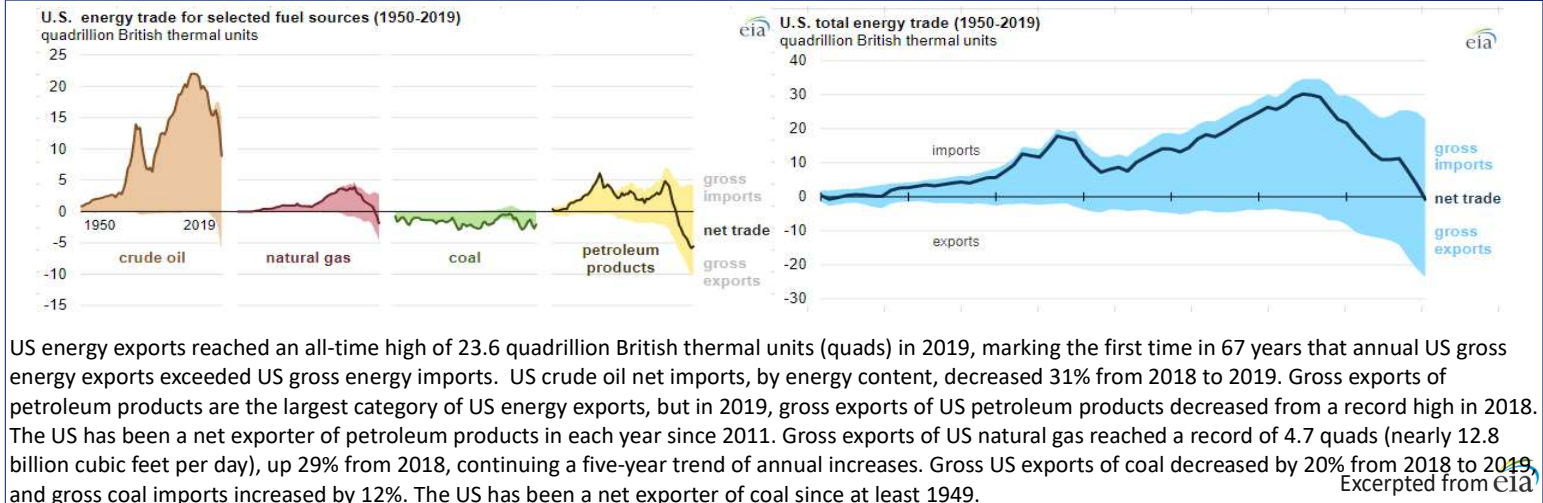 U.S. energy trade for selected fuel sources (1950-2019)
quadrillion British thermal units
eia
25
20
15
10
5
0
-5
-10
-15
1950
2019
crude oil
natural gas
coal
petroleum
products
gross
imports
net trade
gross
exports
U.S. total energy trade (1950-2019)
quadrillion British thermal units
eia
40
30
20
10
0
-10
-20
-30
imports
exports
gross
imports
net trade
gross
exports
US energy exports reached an all-time high of 23.6 quadrillion British thermal units (quads) in 2019, marking the first time in 67 years that annual US gross
energy exports exceeded US gross energy imports.  US crude oil net imports, by energy content, decreased 31% from 2018 to 2019. Gross exports of
petroleum products are the largest category of US energy exports, but in 2019, gross exports of US petroleum products decreased from a record high in 2018.
The US has been a net exporter of petroleum products in each year since 2011. Gross exports of US natural gas reached a record of 4.7 quads (nearly 12.8
billion cubic feet per day), up 29% from 2018, continuing a five-year trend of annual increases. Gross US exports of coal decreased by 20% from 2018 to 2019,
and gross coal imports increased by 12%. The US has been a net exporter of coal since at least 1949.
Excerpted from eia